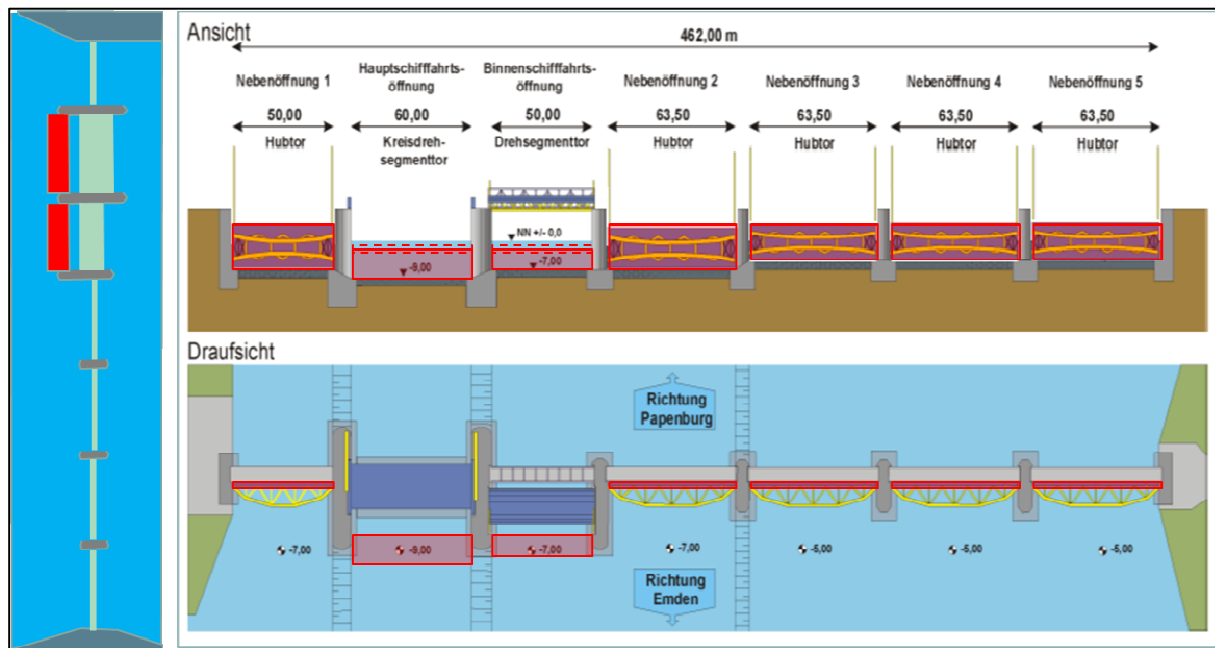 Ansicht
462,00 m
Nebenöffnung 1
Hauptschifffahrts-
öffnung
Binnenschifffahrts-
öffnung
Nebenöffnung 2
Nebenöffnung 3
Nebenöffnung 4
Nebenöffnung 5
50,00
60,00
50,00
63,50
63,50
63,50
63,50
Hubtor
Kreisdreh-
segmenttor
Drehsegmenttor
Hubtor
Hubtor
Hubtor
Hubtor
NN +/- 0,0
-9,00
-7,00
Draufsicht
Richtung
Papenburg
-7,00
-9,00
-7,00
-7,00
-5,00
-5,00
-5,00
Richtung
Emden